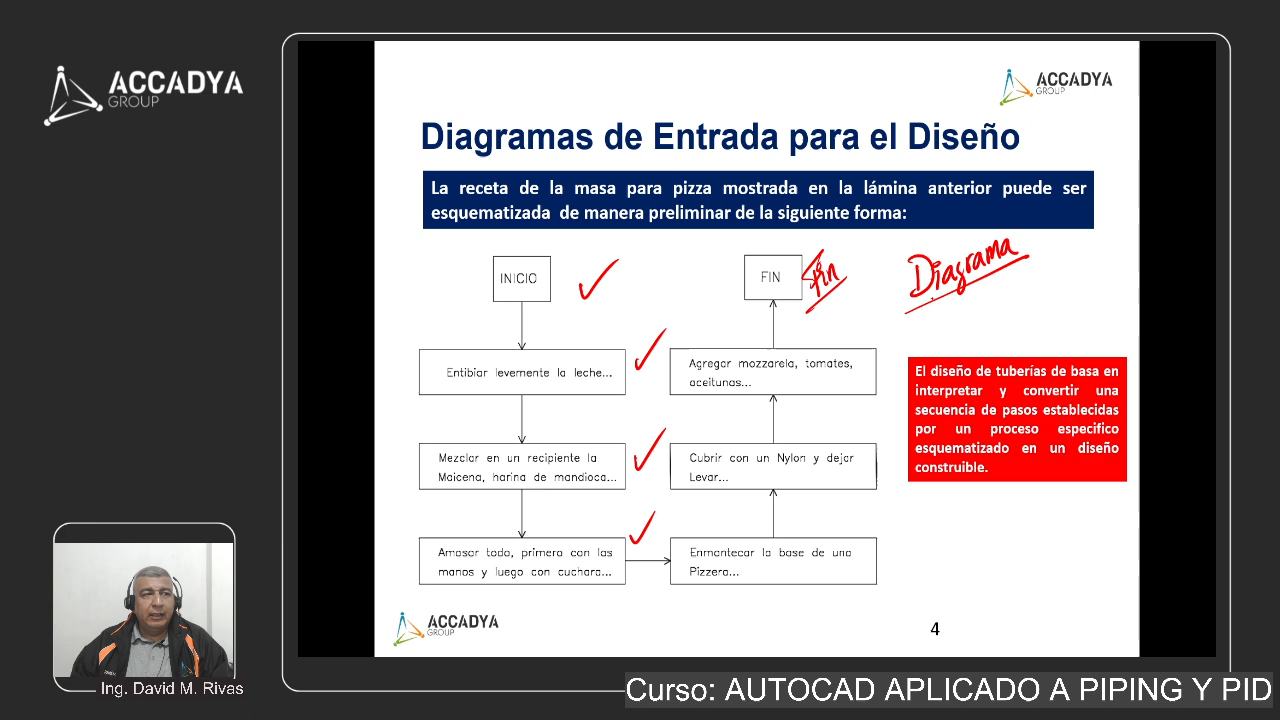 ACCADYA
GROUP
ACCADYA
GROUP
Diagramas de Entrada para el Diseño
La receta de la masa para pizza mostrada en la lámina anterior puede ser
esquematizada de manera preliminar de la siguiente forma:
INICIO
Entibiar levemente la leche...
Mezclar en un recipiente la
Maicena, harina de mandioca...
Amasar todo, primero con las
manos y luego con cuchara...
Enmantecar la base de una
Pizzera...
Cubrir con un Nylon y dejar
Levar...
Agregar mozzarela, tomates,
aceitunas...
FIN
Fin
Diagrama
El diseño de tuberías de basa en
interpretar y convertir una
secuencia de pasos establecidas
por un proceso especifico
esquematizado en un diseño
construible.
ACCADYA
GROUP
4
Ing. David M. Rivas
Curso: AUTOCAD APLICADO A PIPING Y PID